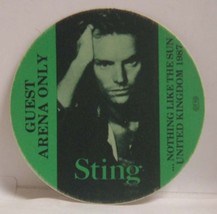 GUEST
ARENA ONLY
Sting
...NOTHING LIKE THE SUN
UNITED KINGDOM 1987